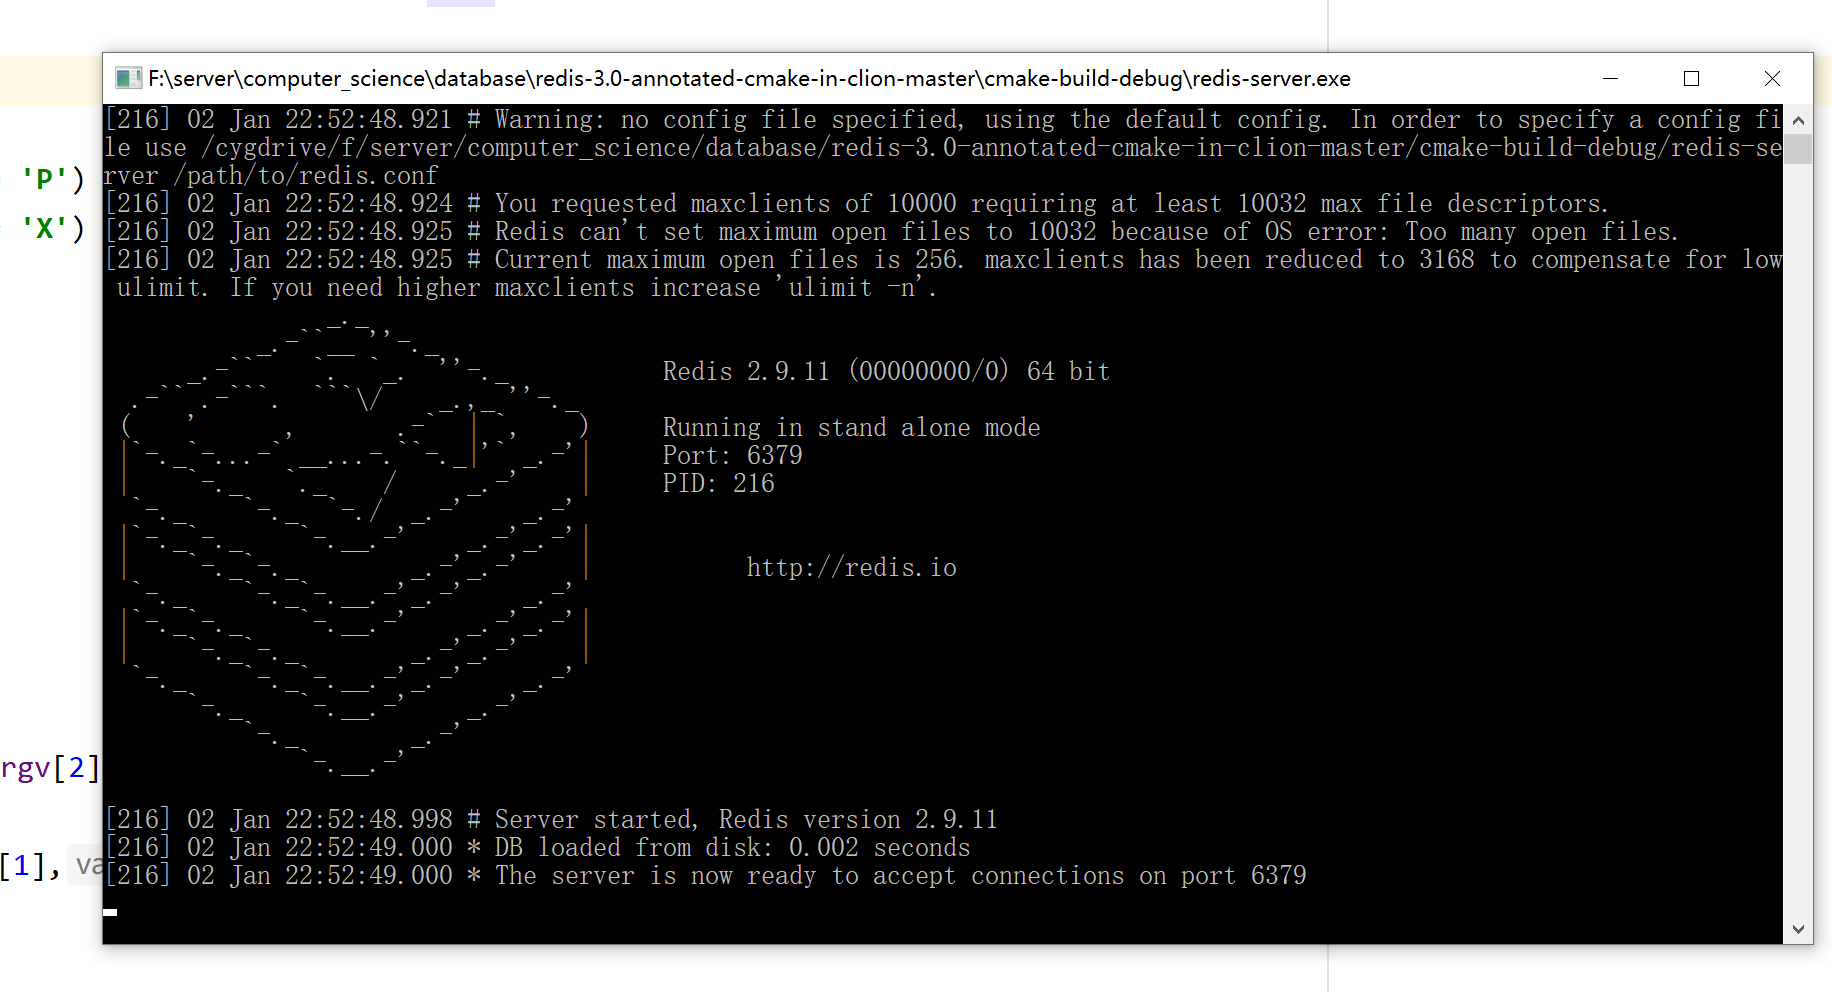 F:\server\computer_science\database\redis-3.0-annotated-cmake-in-clion-master\cmake-build-debug\redis-server.exe
[216] 02 Jan 22:52:48.921 # Warning: no config file specified, using the default config. In order to specify a config fi
le use /cygdrive/f/server/computer_science/database/redis-3.0-annotated-cmake-in-clion-master/cmake-build-debug/redis-se
rver /path/to/redis.conf
'P')
[216] 02 Jan 22:52:48.924 # You requested maxclients of 10000 requiring at least 10032 max file descriptors.
'X')
[216] 02 Jan 22:52:48.925 # Redis can't set maximum open files to 10032 because of OS error: Too many open files.
[216] 02 Jan 22:52:48.925 # Current maximum open files is 256. maxclients has been reduced to 3168 to compensate for low
ulimit. If you need higher maxclients increase 'ulimit -n'.
Redis 2.9.11 (00000000/0) 64 bit
Running in stand alone mode
Port: 6379
PID: 216
http://redis.io
rgv[2]
[216] 02 Jan 22:52:48.998 # Server started, Redis version 2.9.11
[216] 02 Jan 22:52:49.000 * DB loaded from disk: 0.002 seconds
[1], va
[216] 02 Jan 22:52:49.000 * The server is now ready to accept connections on port 6379